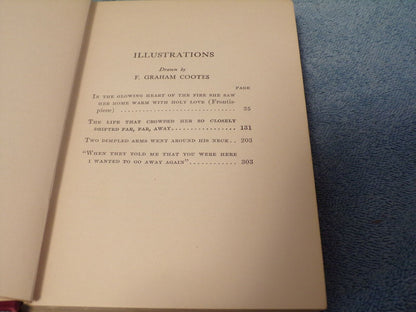 ILLUSTRATIONS
Drawn by
F. GRAHAM COOTES
PAGE
In the glowing heart of the fire she saw
her home warm with holy love (Frontis-
piece) . . . . . . . . . . . . . . . . . . . . . 35
The life that crowded her so closely
drifted far, far, away . . . . . . . . . . . . . 131
Two dimpled arms went around his neck . . 203
"When they told me that you were here
I wanted to go away again" . . . . . . . . . . . 303